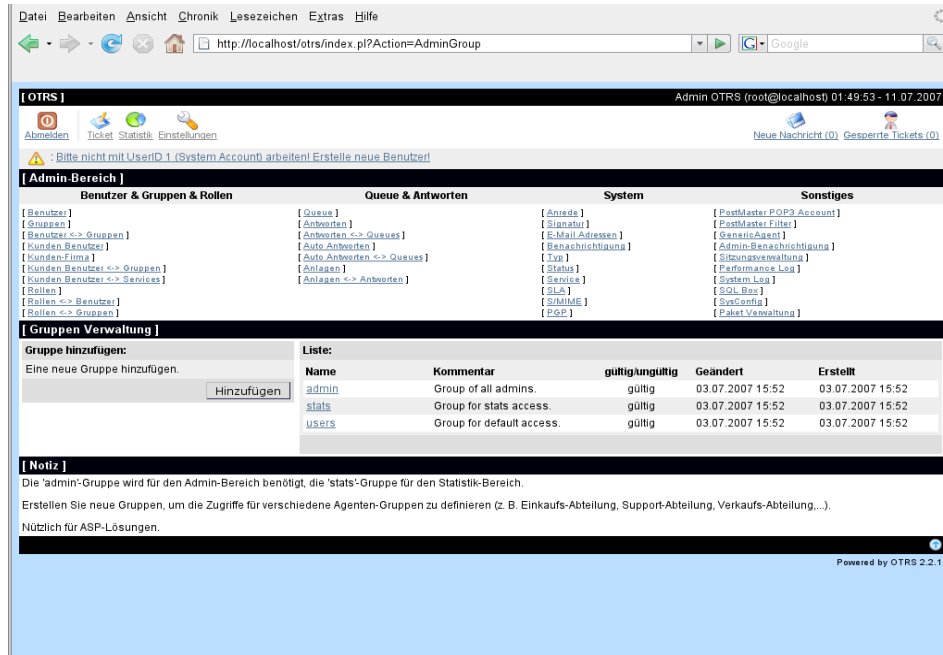 Datei Bearbeiten Ansicht Chronik Lesezeichen Extras Hilfe
http://localhost/otrs/index.pl?Action=AdminGroup
G Google
[ OTRS ] Admin OTRS (root@localhost) 01:49:53 - 11.07.2007
Abmelden Ticket Statistik Einstellungen Neue Nachricht (0) Gesperrte Tickets (0)
: Bitte nicht mit UserID 1 (System Account) arbeiten! Erstelle neue Benutzer!
[ Admin-Bereich ]
Benutzer & Gruppen & Rollen Queue & Antworten System Sonstiges
[ Benutzer ] [ Queue ] [ Anrede ] [ PostMaster POP3 Account ]
[ Gruppen ] [ Antworten ] [ Signatur ] [ PostMaster Filter ]
[ Benutzer <-> Gruppen ] [ Antworten <-> Queues ] [ E-Mail Adressen ] [ GenericAgent ]
[ Kunden Benutzer ] [ Auto Antworten ] [ Benachrichtigung ] [ Admin-Benachrichtigung ]
[ Kunden-Firma ] [ Auto Antworten <-> Queues ] [ Typ ] [ Sitzungsverwaltung ]
[ Kunden Benutzer <-> Gruppen ] [ Anlagen ] [ Status ] [ Performance Log ]
[ Kunden Benutzer <-> Services ] [ Anlagen <-> Antworten ] [ Service ] [ System Log ]
[ Rollen ] [ SLA ] [ SQL Box ]
[ Rollen <-> Benutzer ] [ S/MIME ] [ SysConfig ]
[ Rollen <-> Gruppen ] [ PGP ] [ Paket Verwaltung ]
[ Gruppen Verwaltung ]
Gruppe hinzufügen: Liste:
Eine neue Gruppe hinzufügen. Name Kommentar gültig/ungültig Geändert Erstellt
Hinzufügen admin Group of all admins. gültig 03.07.2007 15:52 03.07.2007 15:52
stats Group for stats access. gültig 03.07.2007 15:52 03.07.2007 15:52
users Group for default access. gültig 03.07.2007 15:52 03.07.2007 15:52
[ Notiz ]
Die 'admin'-Gruppe wird für den Admin-Bereich benötigt, die 'stats'-Gruppe für den Statistik-Bereich.
Erstellen Sie neue Gruppen, um die Zugriffe für verschiedene Agenten-Gruppen zu definieren (z. B. Einkaufs-Abteilung, Support-Abteilung, Verkaufs-Abteilung,...).
Nützlich für ASP-Lösungen.
Powered by OTRS 2.2.1